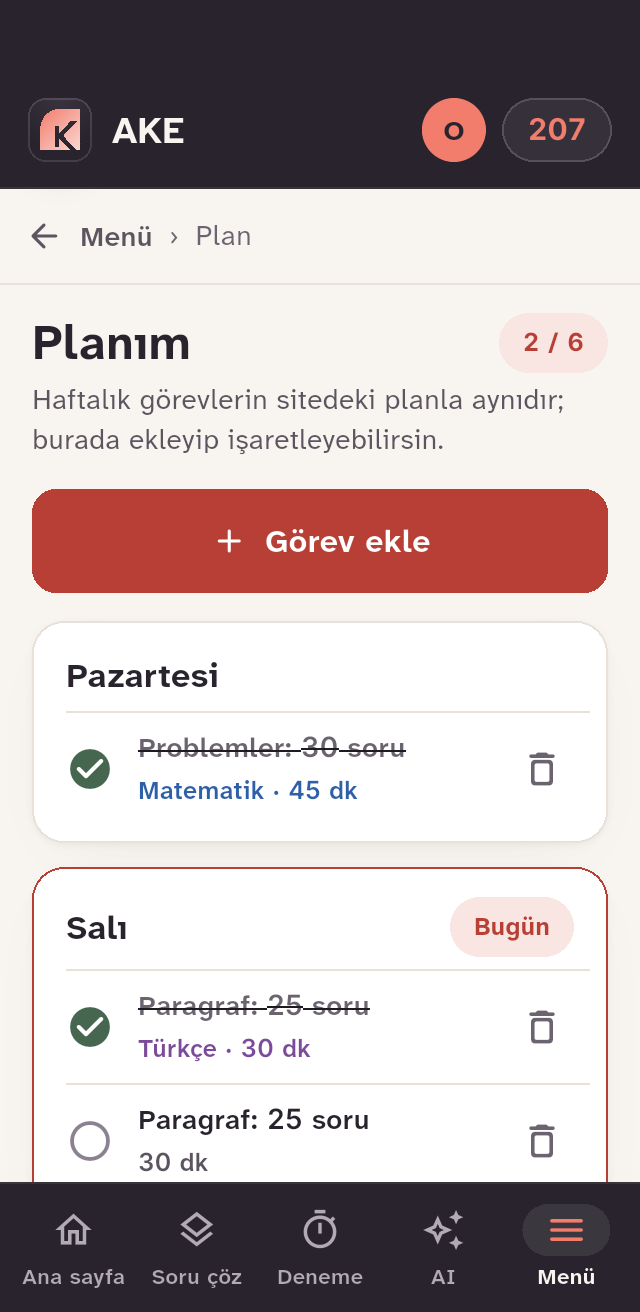 AKE
O
207
Menü › Plan
Planım
2 / 6
Haftalık görevlerin sitedeki planla aynıdır;
burada ekleyip işaretleyebilirsin.
+ Görev ekle
Pazartesi
Problemler: 30 soru
Matematik · 45 dk
Salı
Bugün
Paragraf: 25 soru
Türkçe · 30 dk
Paragraf: 25 soru
30 dk
Ana sayfa
Soru çöz
Deneme
AI
Menü